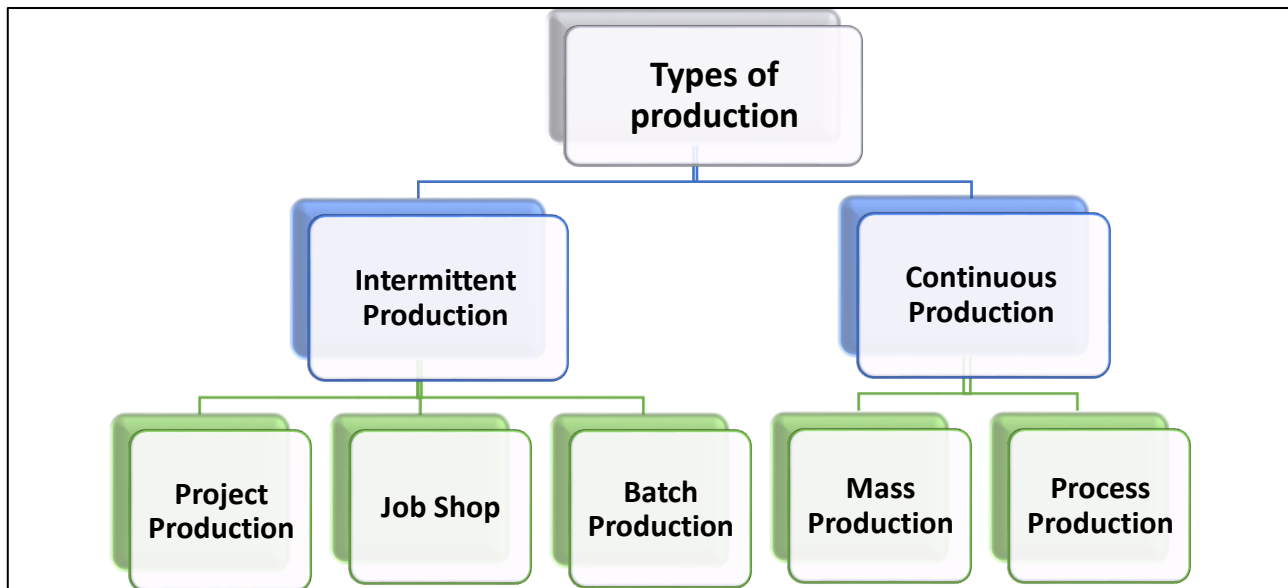 Types of
production
Intermittent
Production
Continuous
Production
Project
Production
Job Shop
Batch
Production
Mass
Production
Process
Production